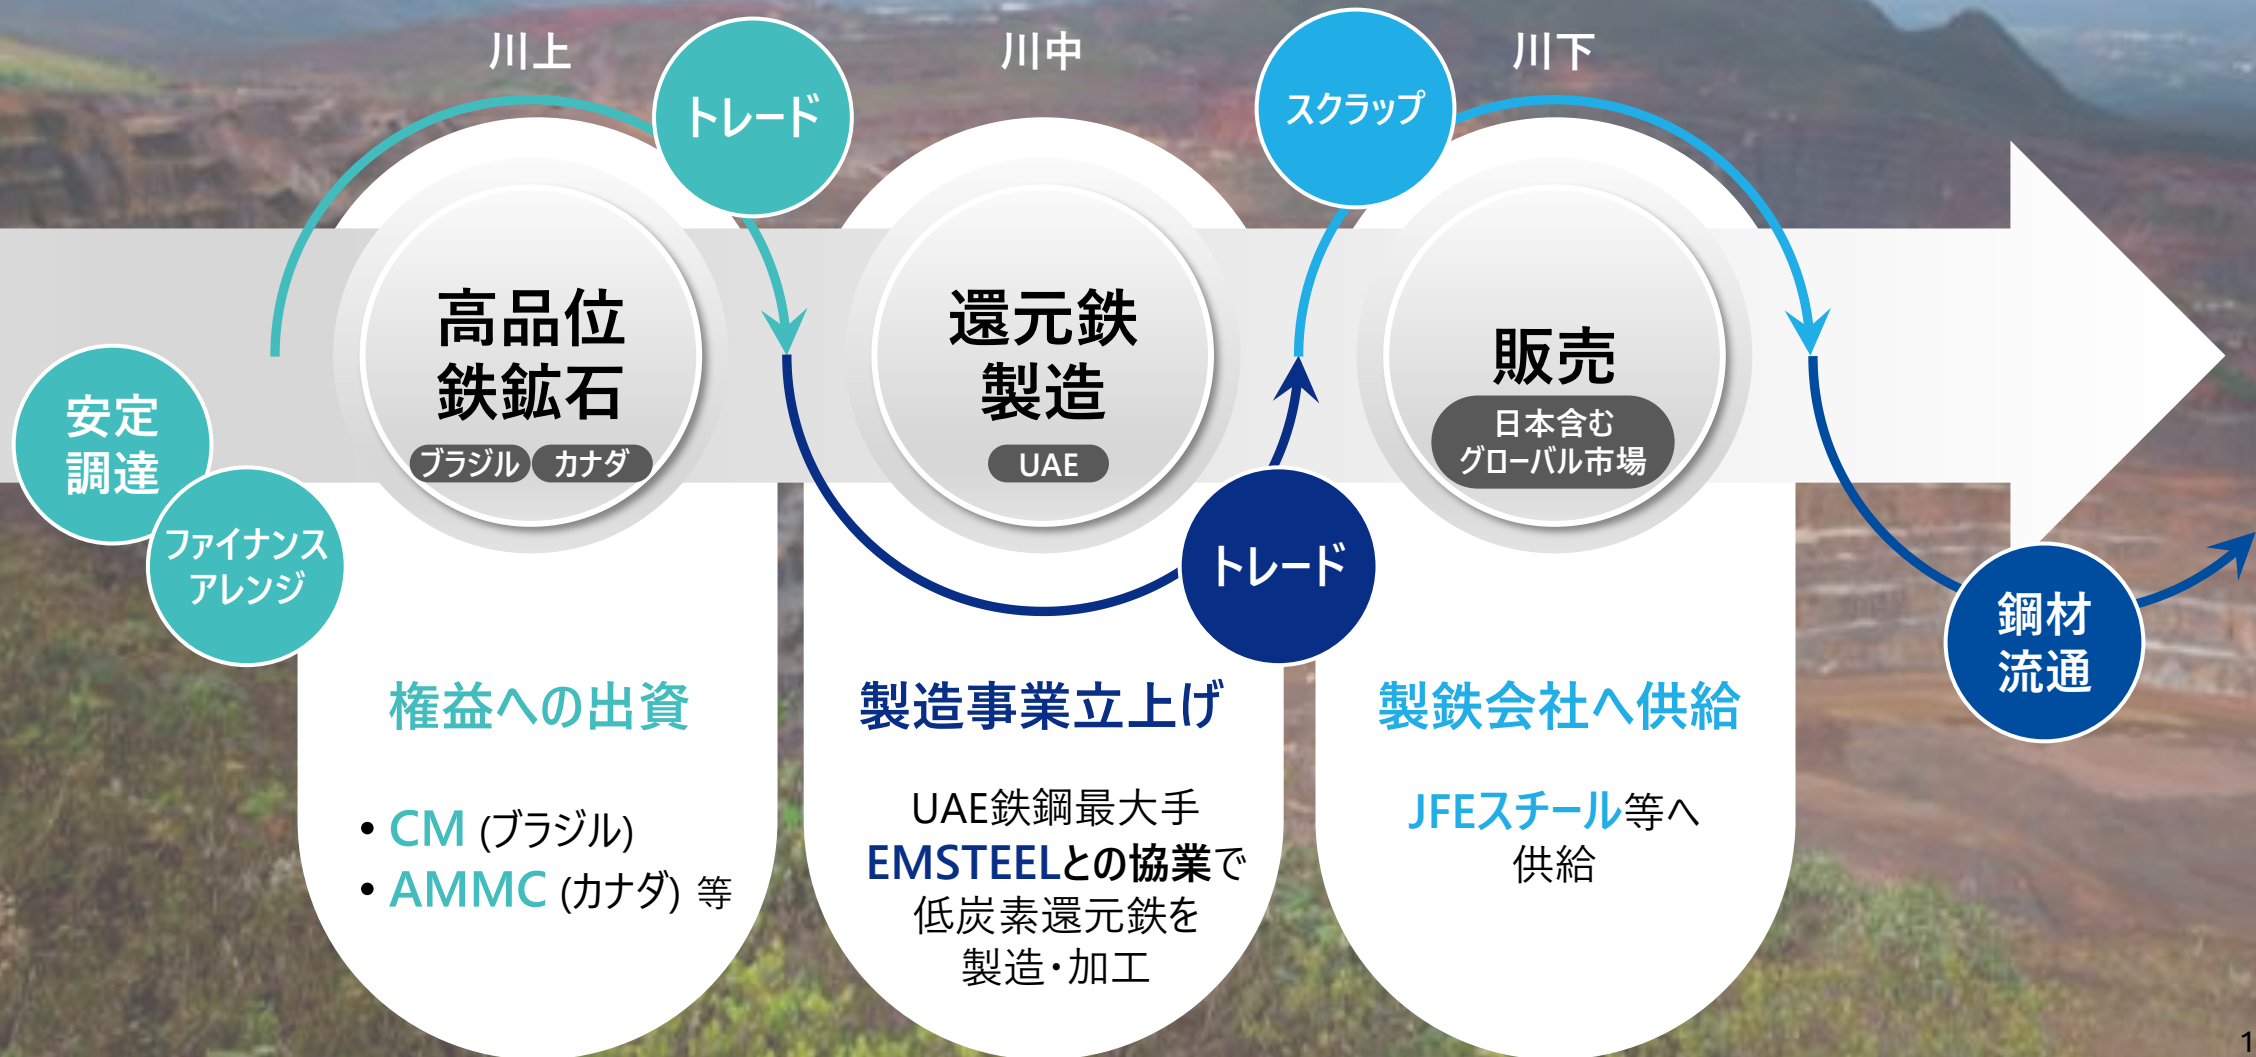 川上
川中
川下
トレード
スクラップ
高品位
鉄鉱石
ブラジル
カナダ
還元鉄
製造
UAE
販売
日本含む
グローバル市場
安定
調達
ファイナンス
アレンジ
トレード
鋼材
流通
権益への出資
• CM (ブラジル)
• AMMC (カナダ) 等
製造事業立上げ
UAE鉄鋼最大手
EMSTEELとの協業で
低炭素還元鉄を
製造・加工
製鉄会社へ供給
JFEスチール等へ
供給
1